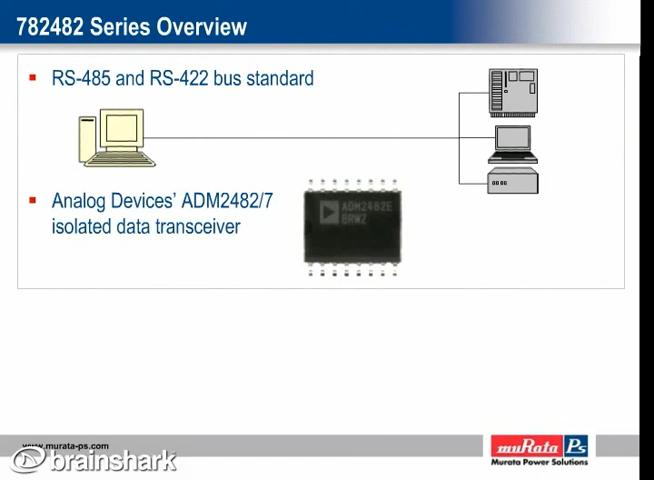 782482 Series Overview
RS-485 and RS-422 bus standard
Analog Devices' ADM2482/7
isolated data transceiver
ADM2482E
BRWZ
www.murata-ps.com
brainshark
muRata Ps
Murata Power Solutions